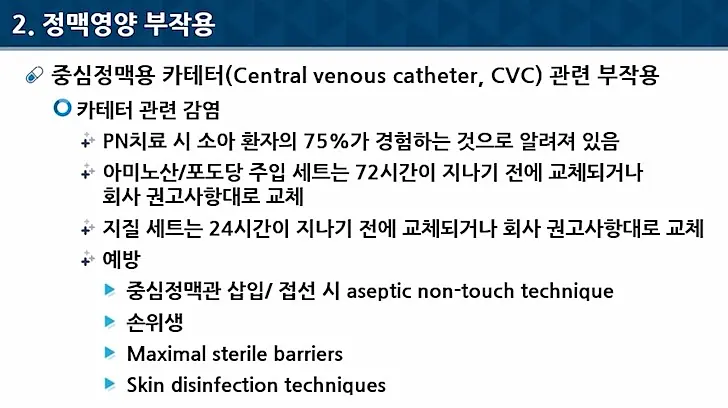 2. 정맥영양 부작용
중심정맥용 카테터(Central venous catheter, CVC) 관련 부작용
카테터 관련 감염
PN치료 시 소아 환자의 75%가 경험하는 것으로 알려져 있음
아미노산/포도당 주입 세트는 72시간이 지나기 전에 교체되거나
회사 권고사항대로 교체
지질 세트는 24시간이 지나기 전에 교체되거나 회사 권고사항대로 교체
예방
중심정맥관 삽입/ 접선 시 aseptic non-touch technique
손위생
Maximal sterile barriers
Skin disinfection techniques